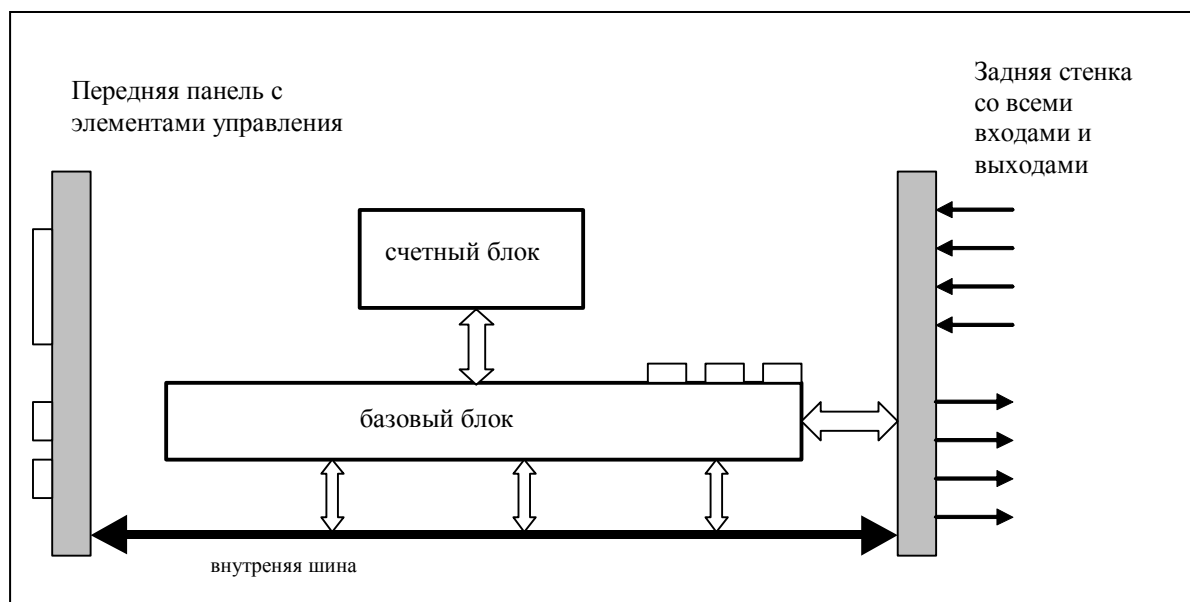 Передняя панель с
элементами управления
Задняя стенка
со всеми
входами и
выходами
счетный блок
базовый блок
внутреняя шина